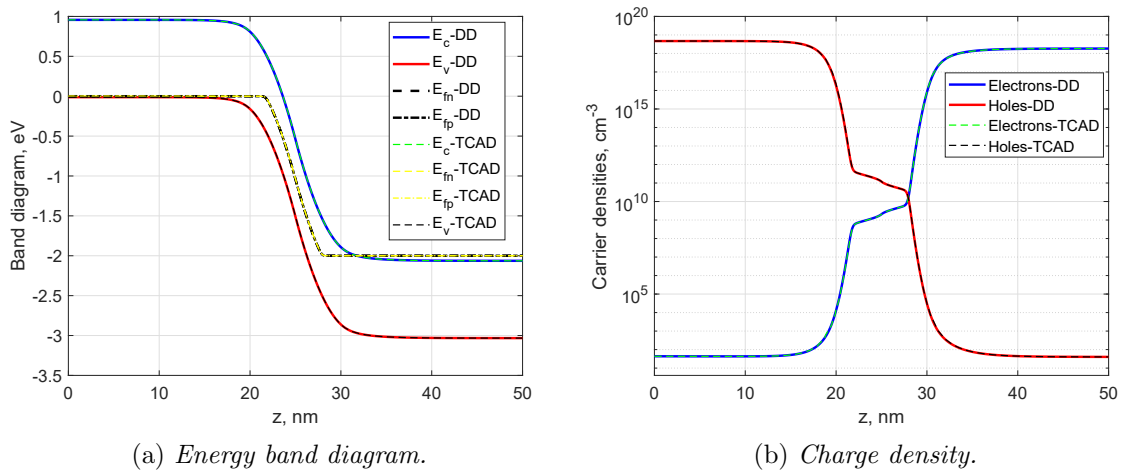 1
0.5
0
-0.5
-1
-1.5
-2
-2.5
-3
-3.5
Band diagram, eV
0 10 20 30 40 50
z, nm
E_c-DD
E_v-DD
E_fn-DD
E_fp-DD
E_c-TCAD
E_fn-TCAD
E_fp-TCAD
E_v-TCAD
(a) Energy band diagram.
10^20
10^15
10^10
10^5
Carrier densities, cm^-3
0 10 20 30 40 50
z, nm
Electrons-DD
Holes-DD
Electrons-TCAD
Holes-TCAD
(b) Charge density.